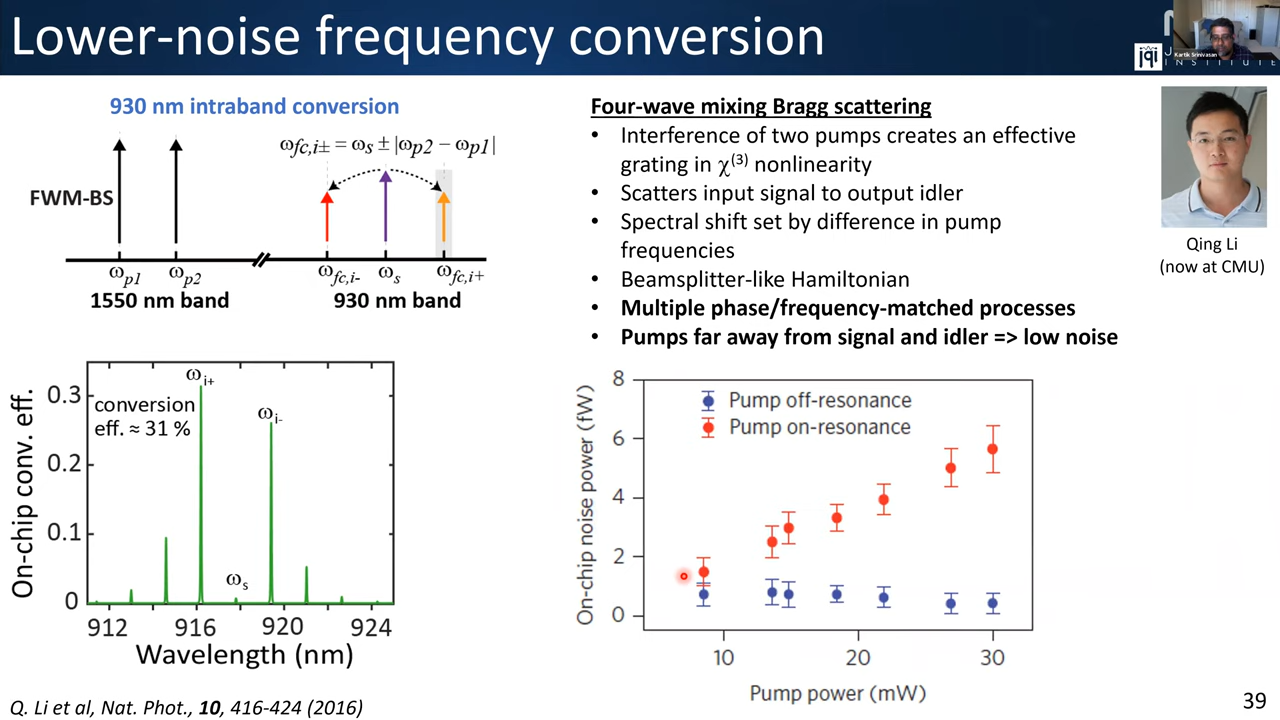 Lower-noise frequency conversion
jqi
Kartik Srinivasan
INSTITUTE
930 nm intraband conversion
ωfc,i± = ωs ± |ωp2 − ωp1|
FWM-BS
ωp1 ωp2 ωfc,i- ωs ωfc,i+
1550 nm band 930 nm band
Four-wave mixing Bragg scattering
• Interference of two pumps creates an effective
grating in χ(3) nonlinearity
• Scatters input signal to output idler
• Spectral shift set by difference in pump
frequencies
• Beamsplitter-like Hamiltonian
• Multiple phase/frequency-matched processes
• Pumps far away from signal and idler => low noise
Qing Li
(now at CMU)
On-chip conv. eff.
0.3
0.2
0.1
0
conversion
eff. ≈ 31 %
ωi+
ωi-
ωs
912 916 920 924
Wavelength (nm)
On-chip noise power (fW)
8
6
4
2
0
Pump off-resonance
Pump on-resonance
10 20 30
Pump power (mW)
Q. Li et al, Nat. Phot., 10, 416-424 (2016)
39